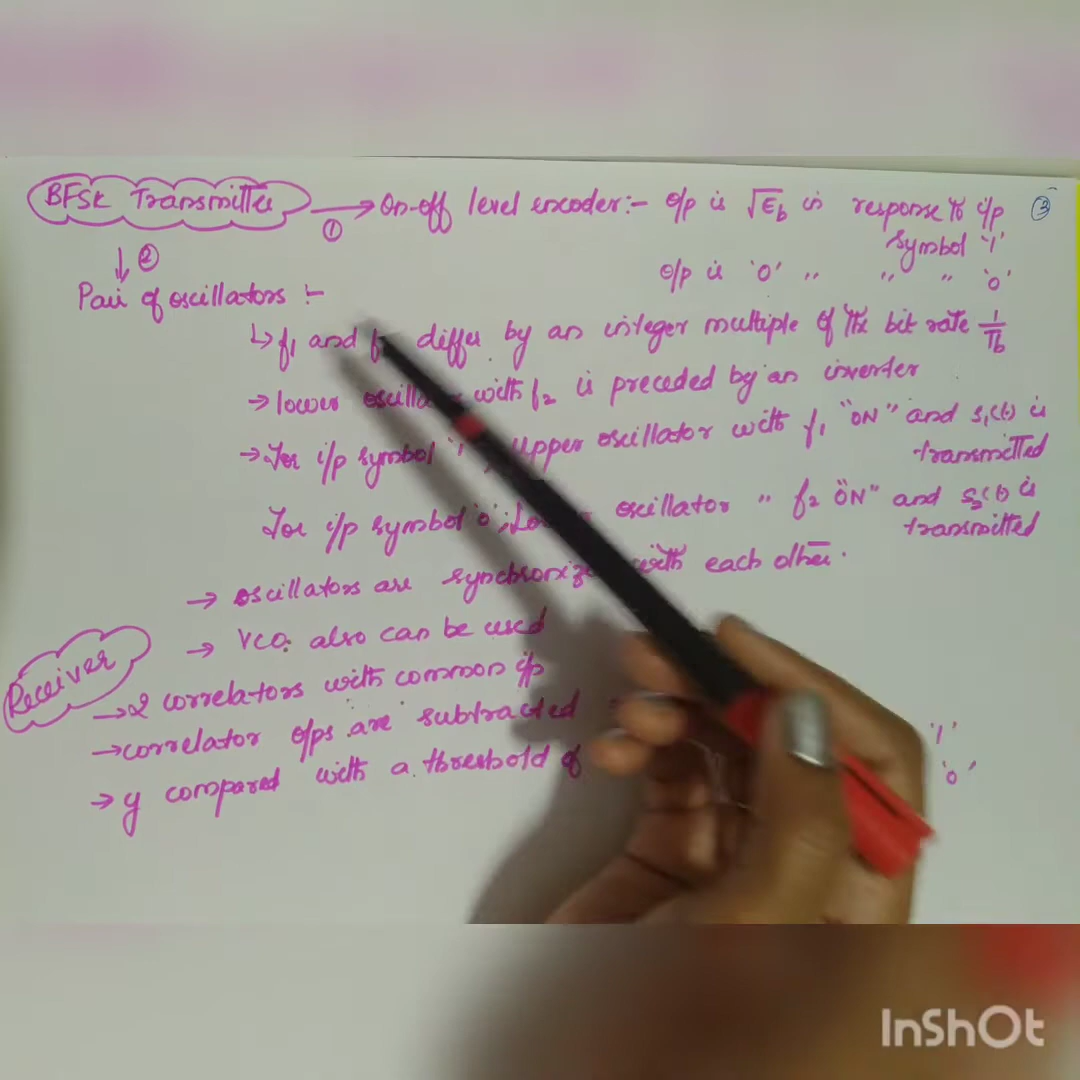 BFSK Transmitter ① → On-off level encoder:- o/p is √Eb in response to i/p ③
symbol '1'
o/p is '0' " " " '0'
↓ ②
Pair of oscillators :-
↳ f1 and differ by an integer multiple of the bit rate 1/Tb
→ lower with f2 is preceded by an inverter
→ For i/p symbol '1', upper oscillator with f1 "ON" and s1(t) is
transmitted
For i/p symbol '0', oscillator " f2 ON" and s2(t) is
transmitted
→ oscillators are with each other.
→ VCO also can be used
Receiver
→ 2 correlators with common i/p
→ correlator o/ps are subtracted '1'
→ y compared with a threshold of '0'
InShOt